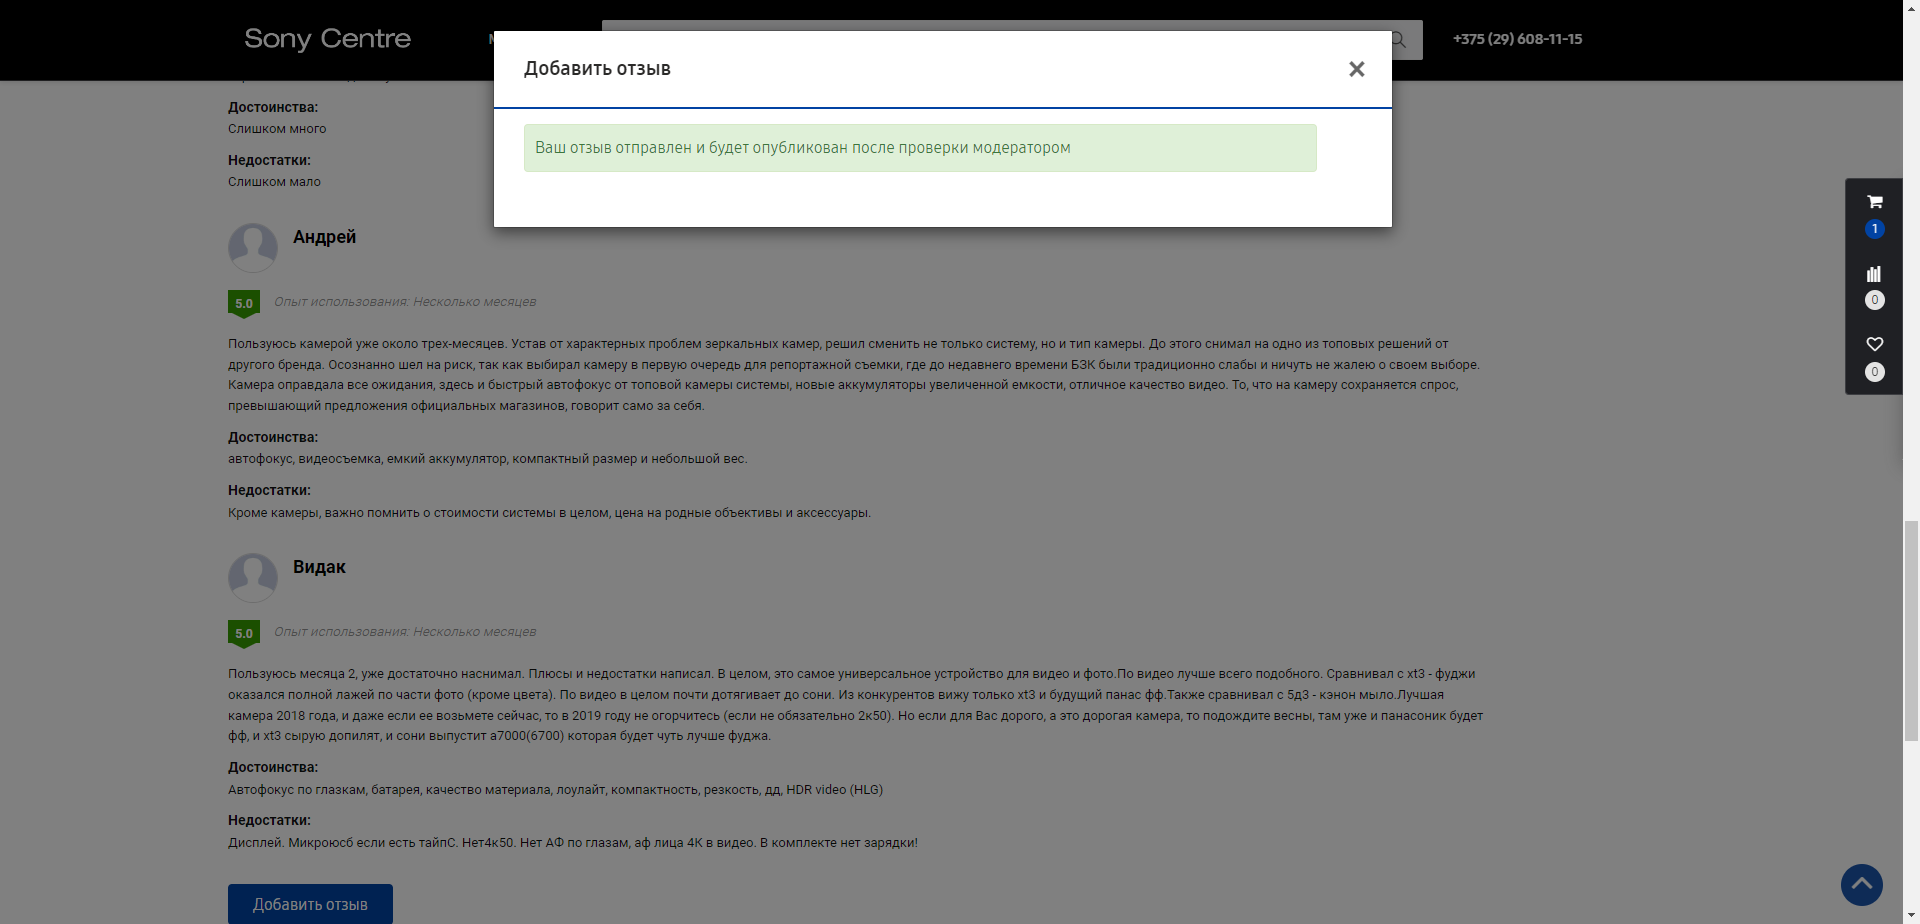 Sony Centre
+375 (29) 608-11-15
Добавить отзыв
Ваш отзыв отправлен и будет опубликован после проверки модератором
Достоинства:
Слишком много
Недостатки:
Слишком мало
Андрей
5.0 Опыт использования: Несколько месяцев
Пользуюсь камерой уже около трех-месяцев. Устав от характерных проблем зеркальных камер, решил сменить не только систему, но и тип камеры. До этого снимал на одно из топовых решений от
другого бренда. Осознанно шел на риск, так как выбирал камеру в первую очередь для репортажной съемки, где до недавнего времени БЗК были традиционно слабы и ничуть не жалею о своем выборе.
Камера оправдала все ожидания, здесь и быстрый автофокус от топовой камеры системы, новые аккумуляторы увеличенной емкости, отличное качество видео. То, что на камеру сохраняется спрос,
превышающий предложения официальных магазинов, говорит само за себя.
Достоинства:
автофокус, видеосъемка, емкий аккумулятор, компактный размер и небольшой вес.
Недостатки:
Кроме камеры, важно помнить о стоимости системы в целом, цена на родные объективы и аксессуары.
Видак
5.0 Опыт использования: Несколько месяцев
Пользуюсь месяца 2, уже достаточно наснимал. Плюсы и недостатки написал. В целом, это самое универсальное устройство для видео и фото.По видео лучше всего подобного. Сравнивал с xt3 - фуджи
оказался полной лажей по части фото (кроме цвета). По видео в целом почти дотягивает до сони. Из конкурентов вижу только xt3 и будущий панас фф.Также сравнивал с 5д3 - кэнон мыло.Лучшая
камера 2018 года, и даже если ее возьмете сейчас, то в 2019 году не огорчитесь (если не обязательно 2к50). Но если для Вас дорого, а это дорогая камера, то подождите весны, там уже и панасоник будет
фф, и xt3 сырую допилят, и сони выпустит а7000(6700) которая будет чуть лучше фуджа.
Достоинства:
Автофокус по глазкам, батарея, качество материала, лоулайт, компактность, резкость, дд, HDR video (HLG)
Недостатки:
Дисплей. Микроюсб если есть тайпС. Нет4к50. Нет АФ по глазам, аф лица 4К в видео. В комплекте нет зарядки!
Добавить отзыв
1
0
0